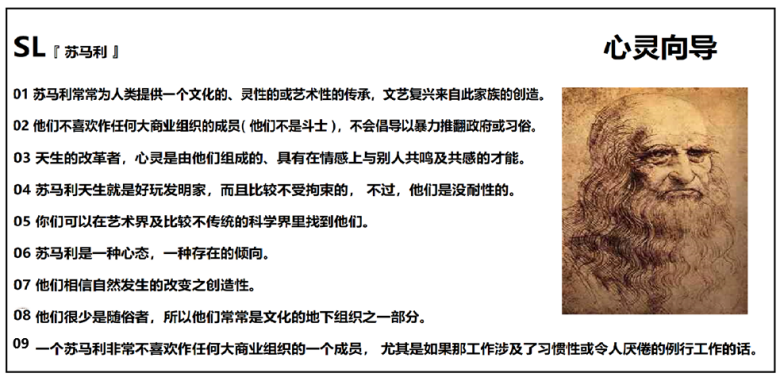 SL『 苏马利 』
心灵向导
01 苏马利常常为人类提供一个文化的、灵性的或艺术性的传承，文艺复兴来自此家族的创造。
02 他们不喜欢作任何大商业组织的成员( 他们不是斗士 )，不会倡导以暴力推翻政府或习俗。
03 天生的改革者，心灵是由他们组成的、具有在情感上与别人共鸣及共感的才能。
04 苏马利天生就是好玩发明家，而且比较不受拘束的， 不过，他们是没耐性的。
05 你们可以在艺术界及比较不传统的科学界里找到他们。
06 苏马利是一种心态，一种存在的倾向。
07 他们相信自然发生的改变之创造性。
08 他们很少是随俗者，所以他们常常是文化的地下组织之一部分。
09 一个苏马利非常不喜欢作任何大商业组织的一个成员， 尤其是如果那工作涉及了习惯性或令人厌倦的例行工作的话。